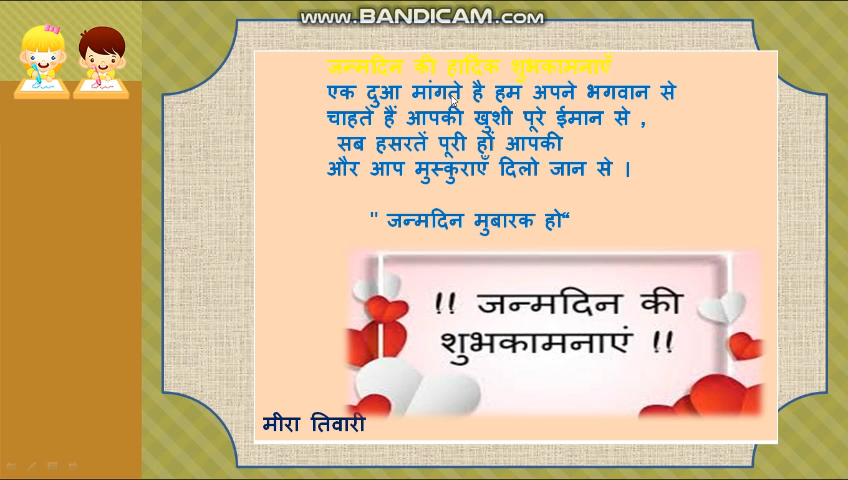 www.BANDICAM.com
जन्मदिन की हार्दिक शुभकामनाएँ
एक दुआ मांगते है हम अपने भगवान से
चाहते हैं आपकी खुशी पूरे ईमान से ,
सब हसरतें पूरी हों आपकी
और आप मुस्कुराएँ दिलो जान से ।
" जन्मदिन मुबारक हो“
!! जन्मदिन की
शुभकामनाएं !!
मीरा तिवारी